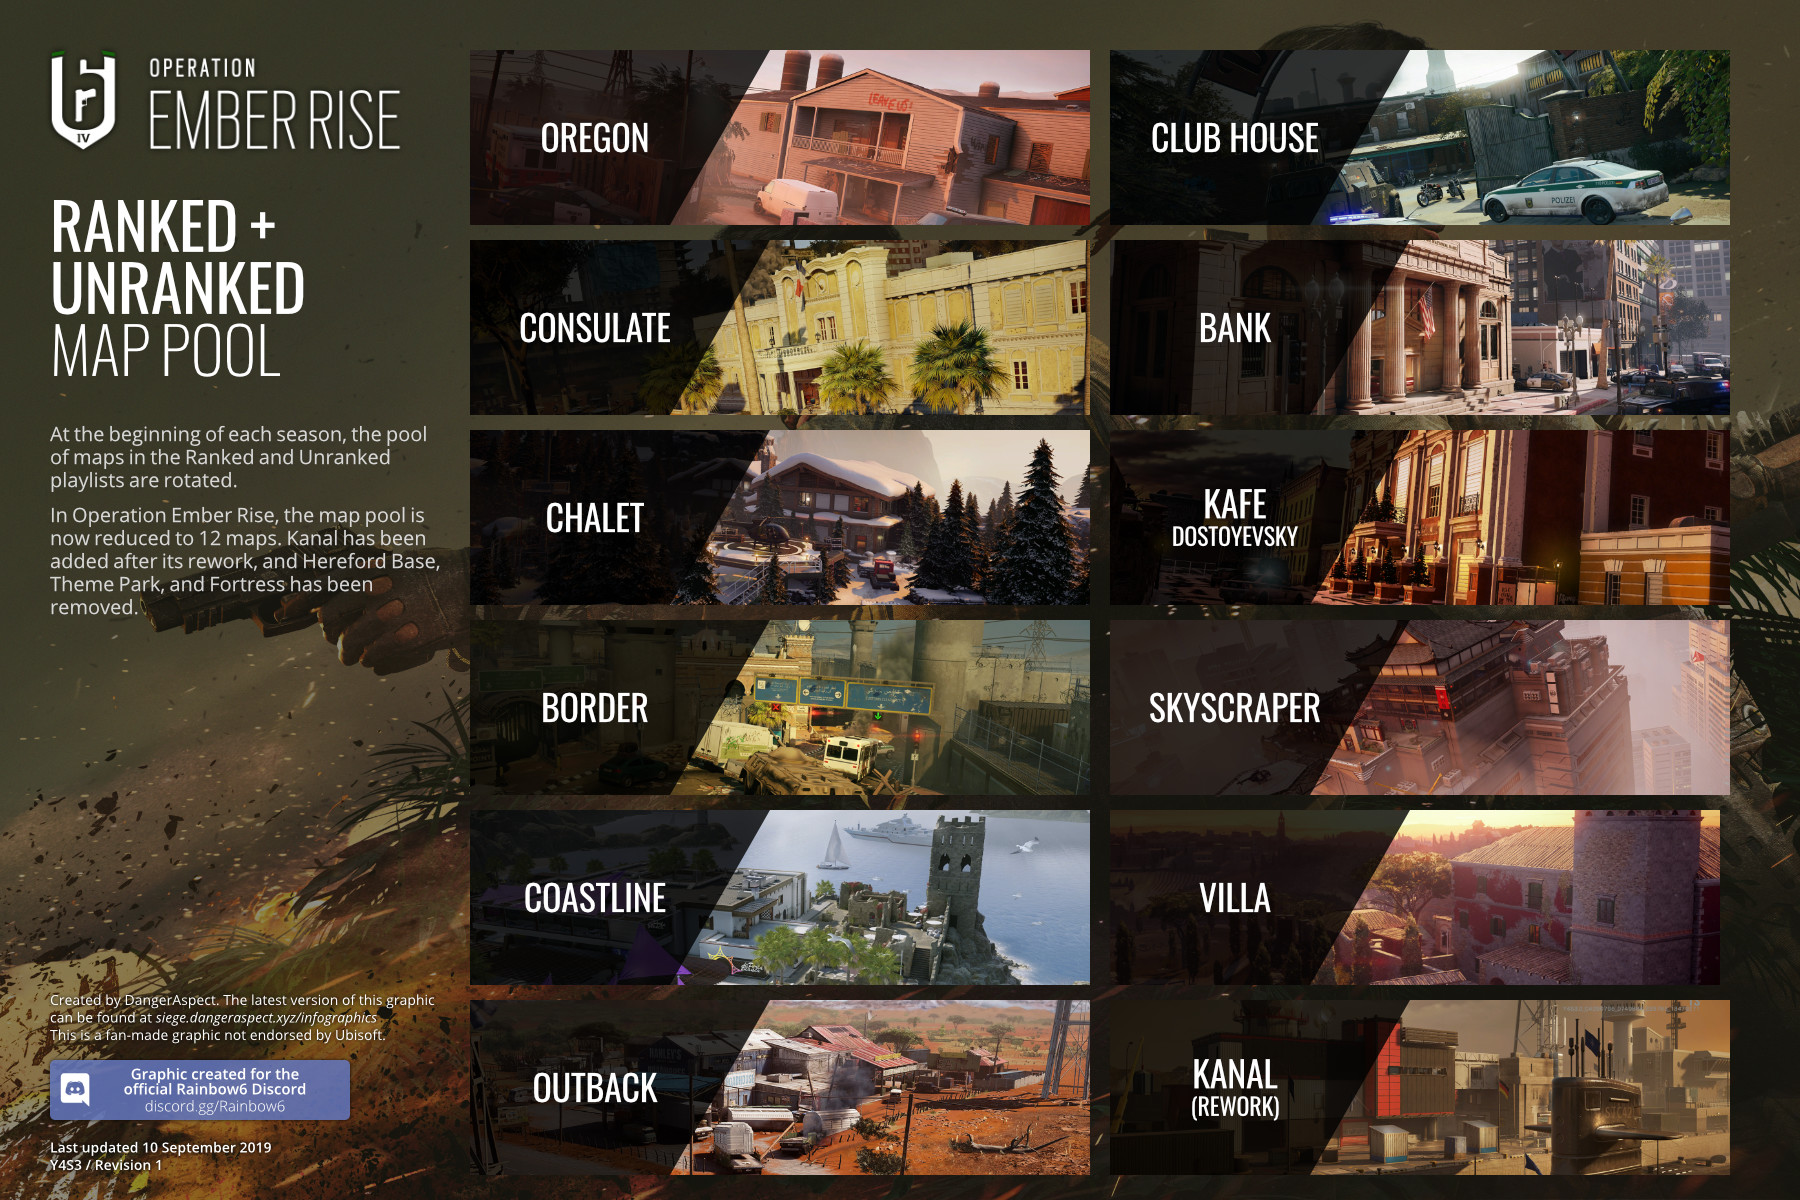 OPERATION
EMBER RISE
IV
RANKED +
UNRANKED
MAP POOL
At the beginning of each season, the pool
of maps in the Ranked and Unranked
playlists are rotated.
In Operation Ember Rise, the map pool is
now reduced to 12 maps. Kanal has been
added after its rework, and Hereford Base,
Theme Park, and Fortress has been
removed.
Created by DangerAspect. The latest version of this graphic
can be found at siege.dangeraspect.xyz/infographics
This is a fan-made graphic not endorsed by Ubisoft.
Graphic created for the
official Rainbow6 Discord
discord.gg/Rainbow6
Last updated 10 September 2019
Y4S3 / Revision 1
OREGON
LEAVE US!
CLUB HOUSE
POLIZEI
CONSULATE
BANK
CHALET
KAFE
DOSTOYEVSKY
BORDER
SKYSCRAPER
COASTLINE
VILLA
OUTBACK
KANAL
(REWORK)